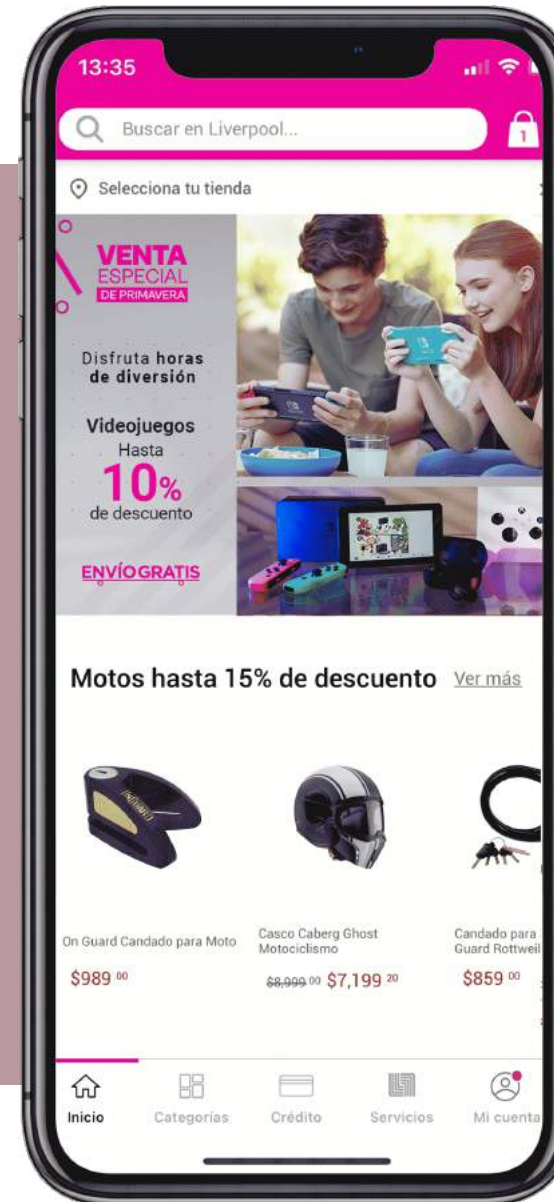 13:35
Buscar en Liverpool...
1
Selecciona tu tienda
VENTA
ESPECIAL
DE PRIMAVERA
Disfruta horas
de diversión
Videojuegos
Hasta
10%
de descuento
ENVÍOGRATIS
Motos hasta 15% de descuento Ver más
On Guard Candado para Moto
$989 00
Casco Caberg Ghost
Motociclismo
$8,999 00 $7,199 20
Candado para
Guard Rottweil
$859 00
Inicio Categorías Crédito Servicios Mi cuenta